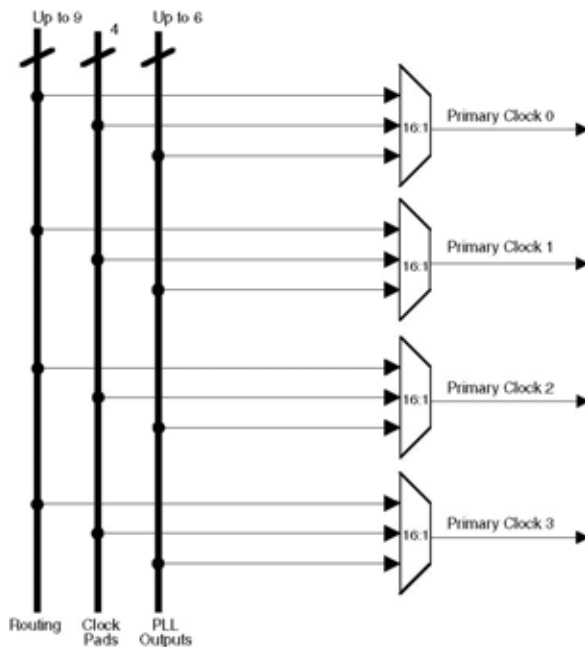 Up to 9
4
Up to 6
16:1
Primary Clock 0
16:1
Primary Clock 1
16:1
Primary Clock 2
16:1
Primary Clock 3
Routing
Clock
Pads
PLL
Outputs